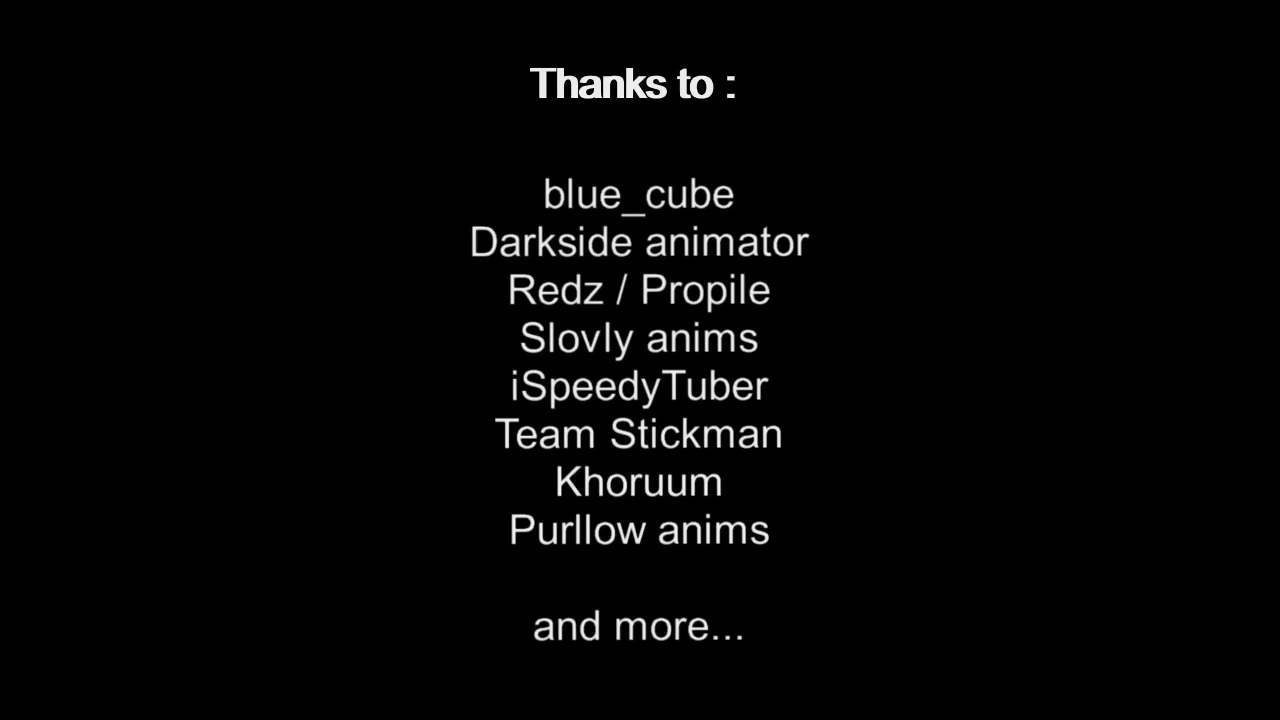 Thanks to :
blue_cube
Darkside animator
Redz / Propile
Slovly anims
iSpeedyTuber
Team Stickman
Khoruum
Purllow anims
and more...